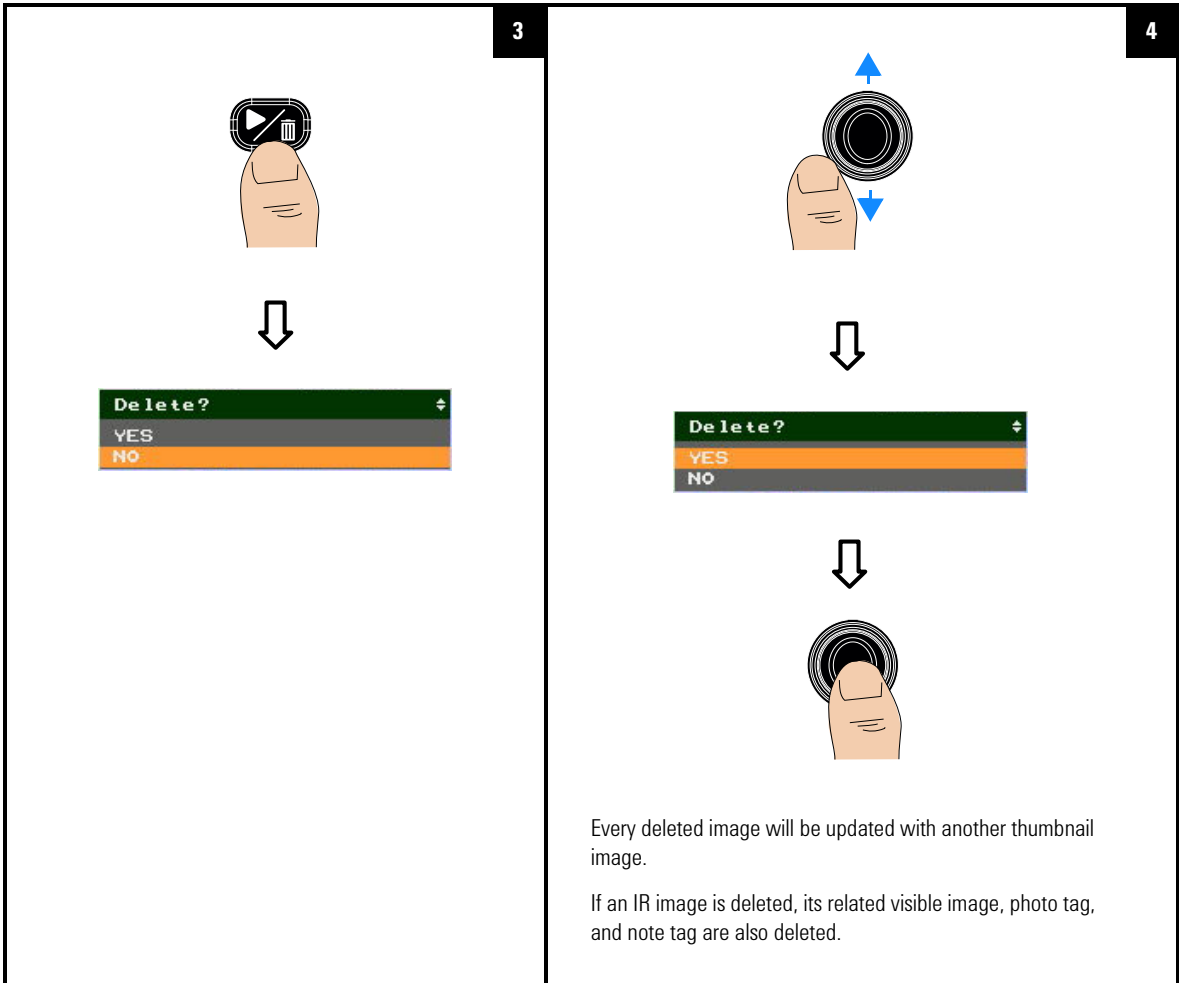 3
Delete?
YES
NO
4
Delete?
YES
NO
Every deleted image will be updated with another thumbnail
image.
If an IR image is deleted, its related visible image, photo tag,
and note tag are also deleted.